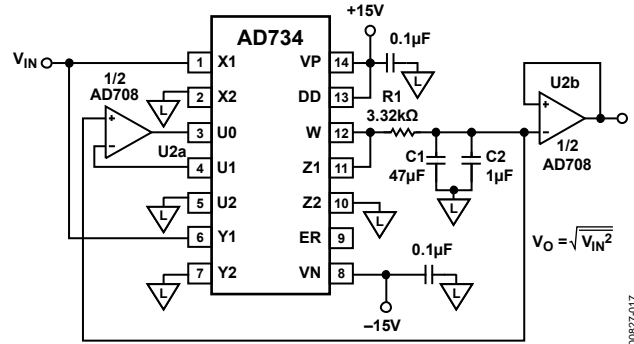 +15V
AD734
0.1µF
VIN
1 X1
VP 14
L
1/2
AD708
2 X2
L
DD 13
R1
3.32kΩ
U2b
+
–
3 U0
W 12
+
–
U2a
4 U1
Z1 11
C1
47µF
C2
1µF
1/2
AD708
L
5 U2
L
Z2 10
L
6 Y1
ER 9
VO = √VIN²
0.1µF
7 Y2
L
VN 8
L
–15V
00827-017